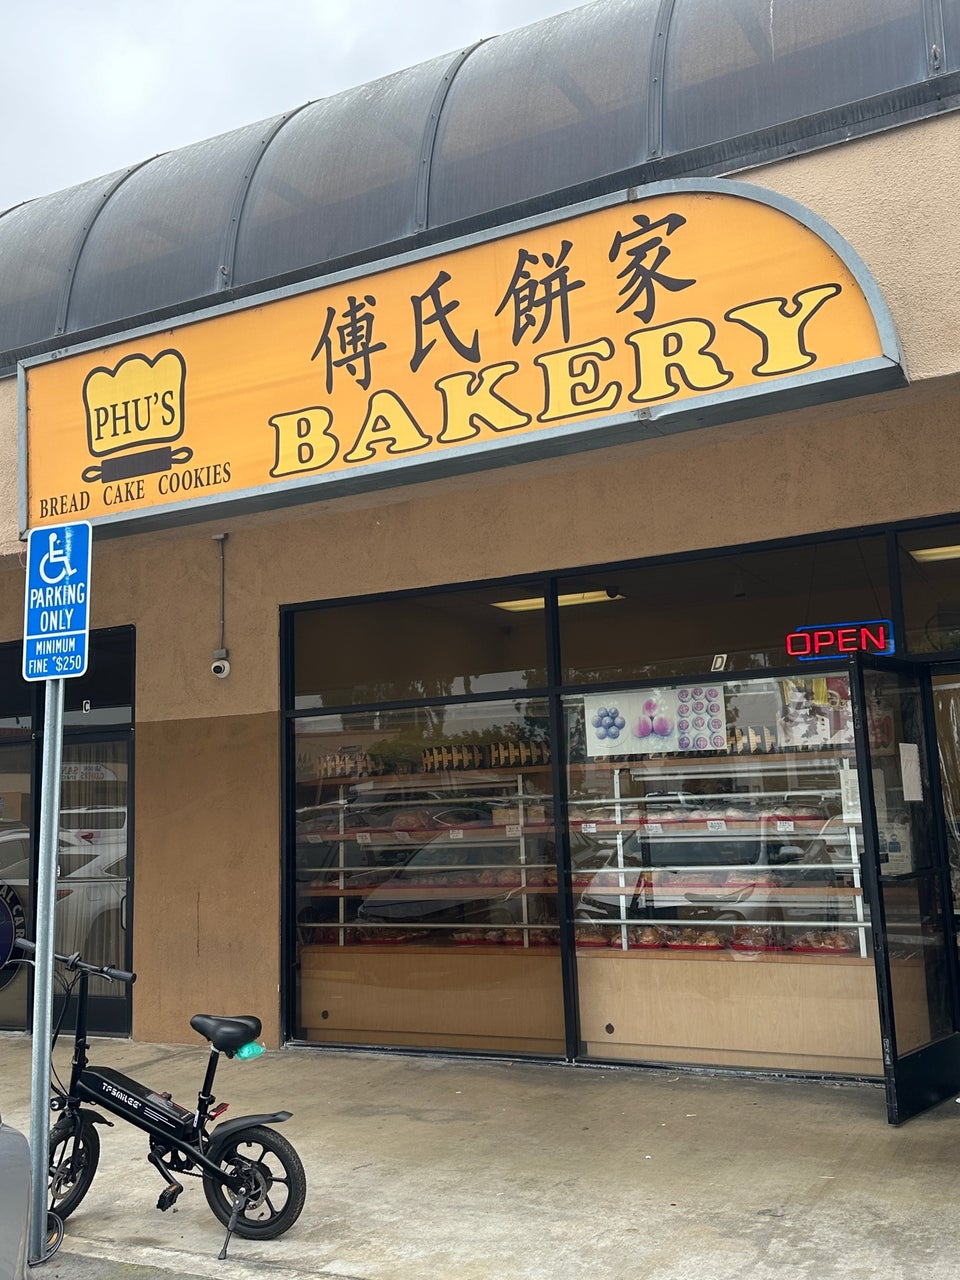 傅氏餅家
PHU'S
BAKERY
BREAD CAKE COOKIES
PARKING
ONLY
MINIMUM
FINE $250
OPEN
D
C